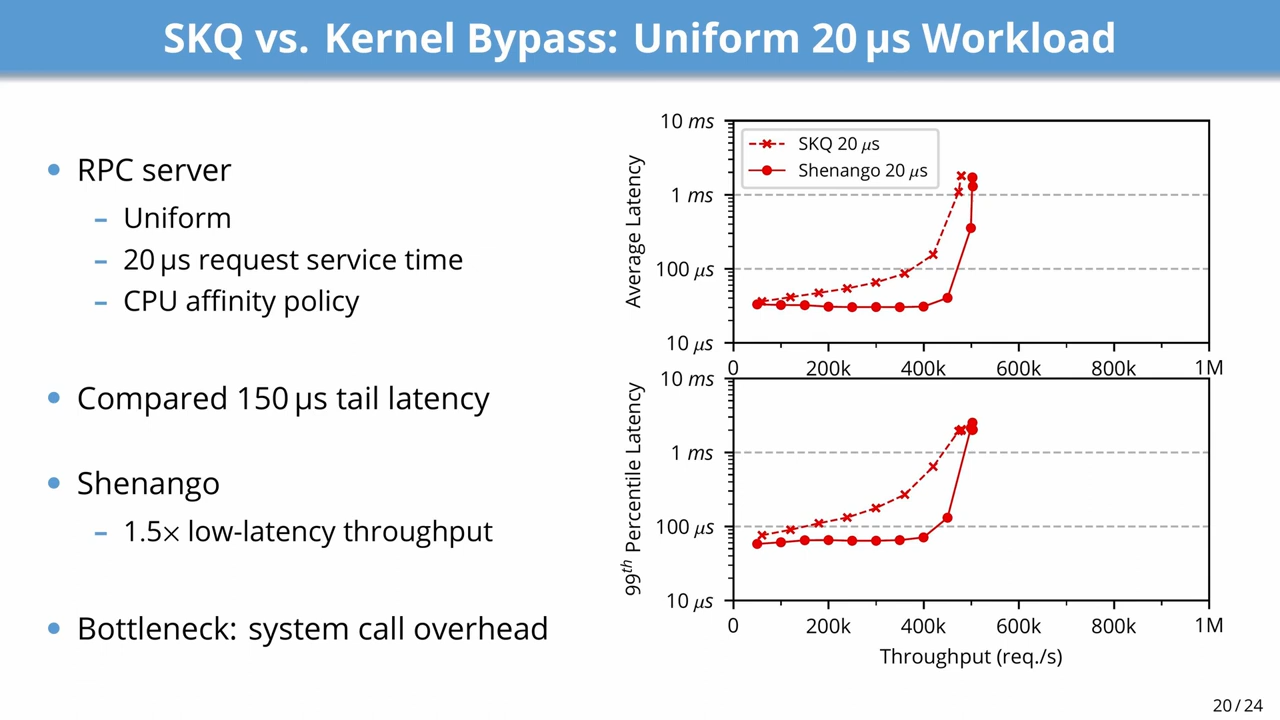 SKQ vs. Kernel Bypass: Uniform 20 μs Workload
• RPC server
– Uniform
– 20 μs request service time
– CPU affinity policy
• Compared 150 μs tail latency
• Shenango
– 1.5× low-latency throughput
• Bottleneck: system call overhead
Average Latency
10 ms
1 ms
100 μs
10 μs
SKQ 20 μs
Shenango 20 μs
0 200k 400k 600k 800k 1M
99th Percentile Latency
10 ms
1 ms
100 μs
10 μs
0 200k 400k 600k 800k 1M
Throughput (req./s)
20 / 24